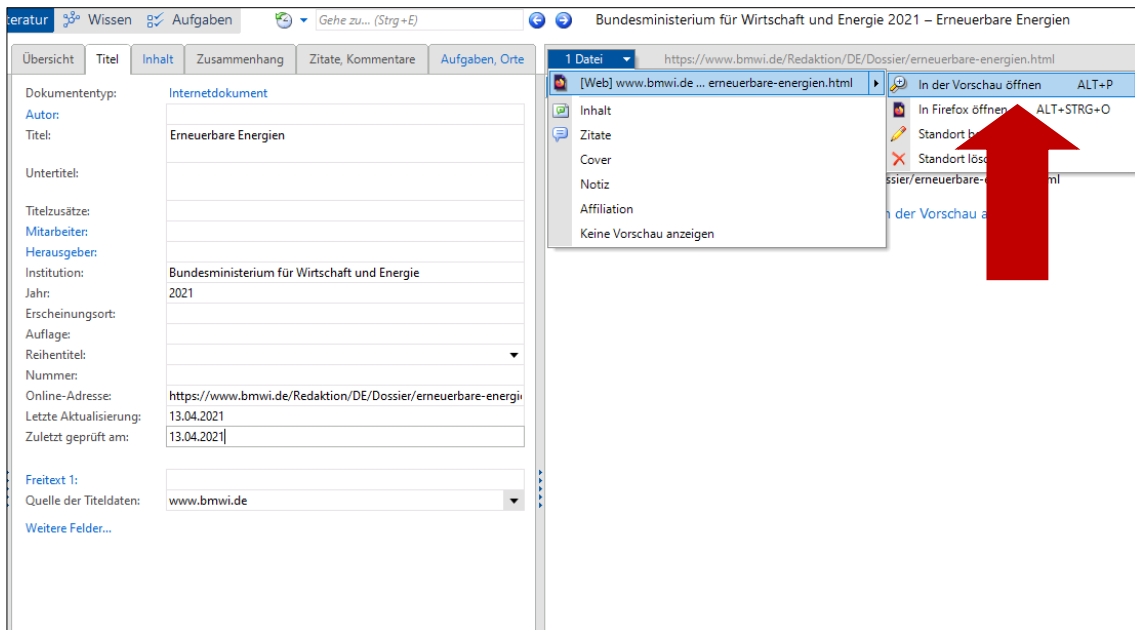 Wissen Aufgaben Gehe zu... (Strg+E) Bundesministerium für Wirtschaft und Energie 2021 – Erneuerbare Energien
Übersicht Titel Inhalt Zusammenhang Zitate, Kommentare Aufgaben, Orte
Dokumententyp: Internetdokument
Autor:
Titel: Erneuerbare Energien
Untertitel:
Titelzusätze:
Mitarbeiter:
Herausgeber:
Institution: Bundesministerium für Wirtschaft und Energie
Jahr: 2021
Erscheinungsort:
Auflage:
Reihentitel:
Nummer:
Online-Adresse: https://www.bmwi.de/Redaktion/DE/Dossier/erneuerbare-energi
Letzte Aktualisierung: 13.04.2021
Zuletzt geprüft am: 13.04.2021
Freitext 1:
Quelle der Titeldaten: www.bmwi.de
Weitere Felder...
1 Datei https://www.bmwi.de/Redaktion/DE/Dossier/erneuerbare-energien.html
[Web] www.bmwi.de ... erneuerbare-energien.html
Inhalt
Zitate
Cover
Notiz
Affiliation
Keine Vorschau anzeigen
In der Vorschau öffnen ALT+P
In Firefox öffnen ALT+STRG+O
Standort
Standort
der Vorschau